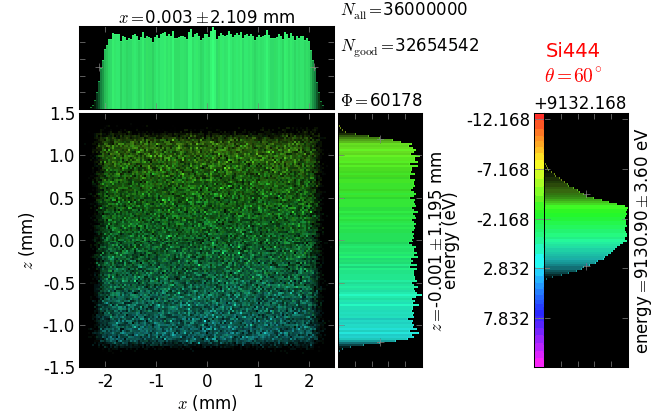 x = 0.003 ± 2.109 mm
N_all = 36000000
N_good = 32654542
Φ = 60178
Si444
θ = 60°
+9132.168
1.5
1.0
0.5
0.0
-0.5
-1.0
-1.5
z (mm)
-2
-1
0
1
2
x (mm)
z = -0.001 ± 1.195 mm
energy (eV)
-12.168
-7.168
-2.168
2.832
7.832
energy = 9130.90 ± 3.60 eV